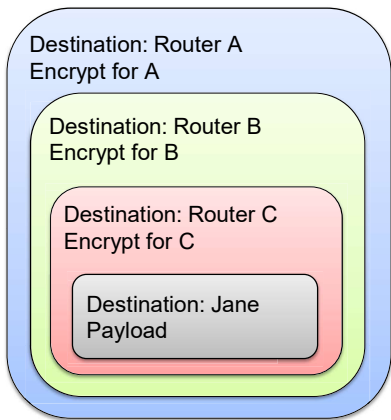 Destination: Router A
Encrypt for A
Destination: Router B
Encrypt for B
Destination: Router C
Encrypt for C
Destination: Jane
Payload